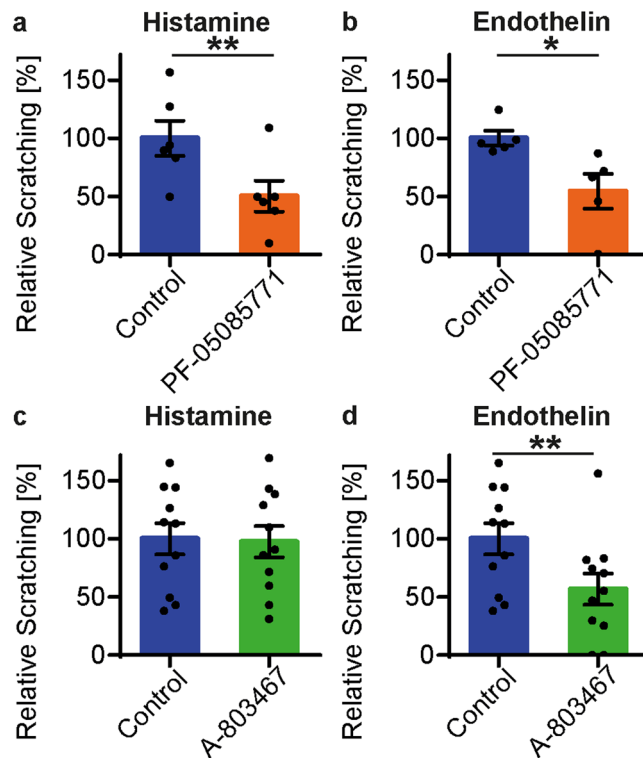 a Histamine
**
Relative Scratching [%]
150
100
50
0
Control
PF-05085771
b Endothelin
*
Relative Scratching [%]
150
100
50
0
Control
PF-05085771
c Histamine
Relative Scratching [%]
150
100
50
0
Control
A-803467
d Endothelin
**
Relative Scratching [%]
150
100
50
0
Control
A-803467